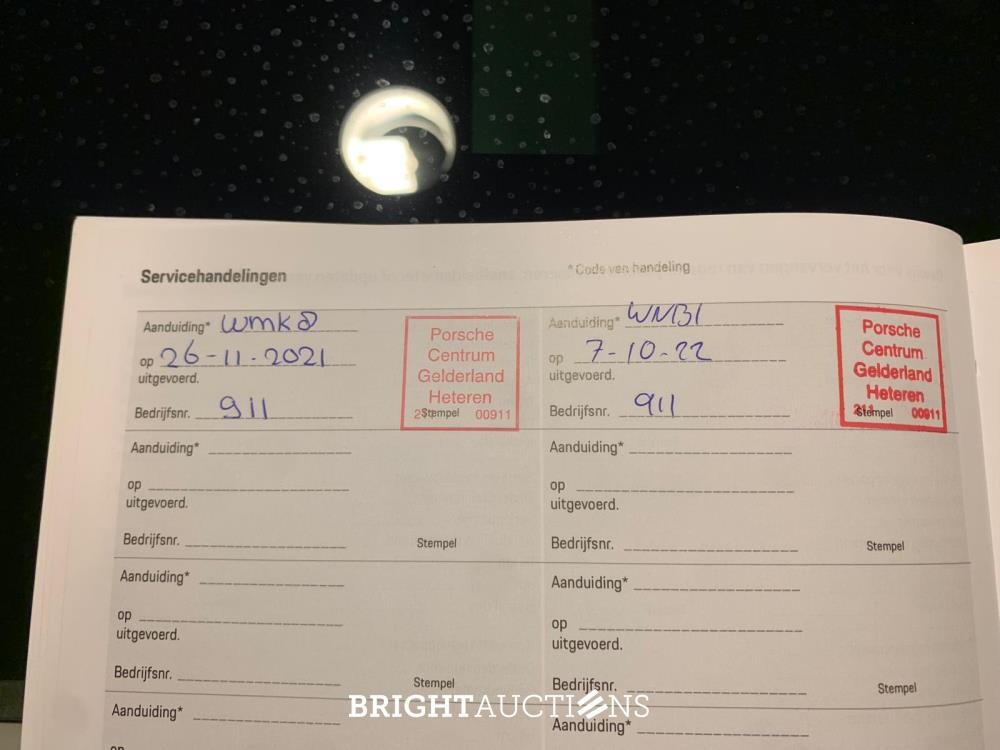 Servicehandelingen
*Code van handeling
Aanduiding* WMK8
op 26-11-2021
uitgevoerd.
Bedrijfsnr. 911
Porsche
Centrum
Gelderland
Heteren
Stempel 00911
Aanduiding*
op 7-10-22
uitgevoerd.
Bedrijfsnr. 911
Porsche
Centrum
Gelderland
Heteren
211 Stempel 00911
Aanduiding*
op
uitgevoerd.
Bedrijfsnr.
Stempel
Aanduiding*
op
uitgevoerd.
Bedrijfsnr.
Stempel
Aanduiding*
op
uitgevoerd.
Bedrijfsnr.
Stempel
Aanduiding*
op
uitgevoerd.
Bedrijfsnr.
Stempel
Aanduiding*
op
Aanduiding*
BRIGHTAUCTIONS